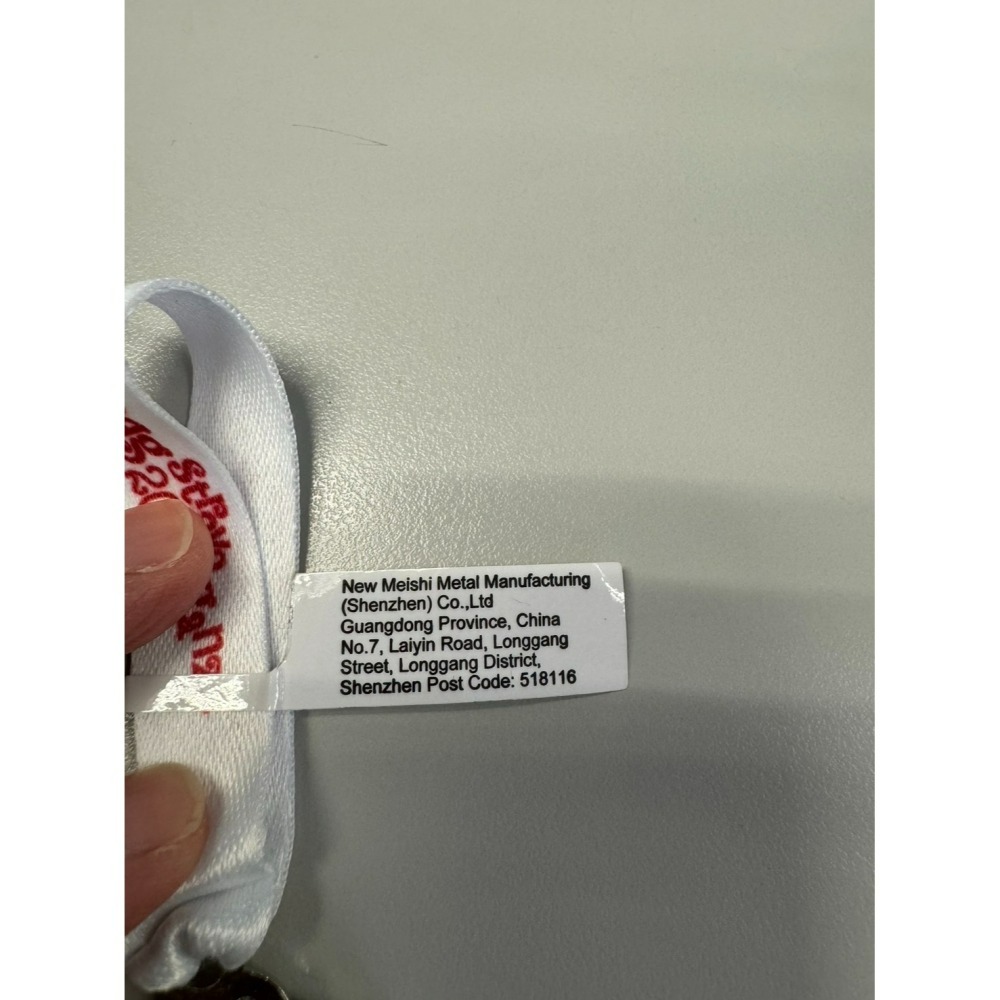 New Meishi Metal Manufacturing
(Shenzhen) Co.,Ltd
Guangdong Province, China
No.7, Laiyin Road, Longgang
Street, Longgang District,
Shenzhen Post Code: 518116